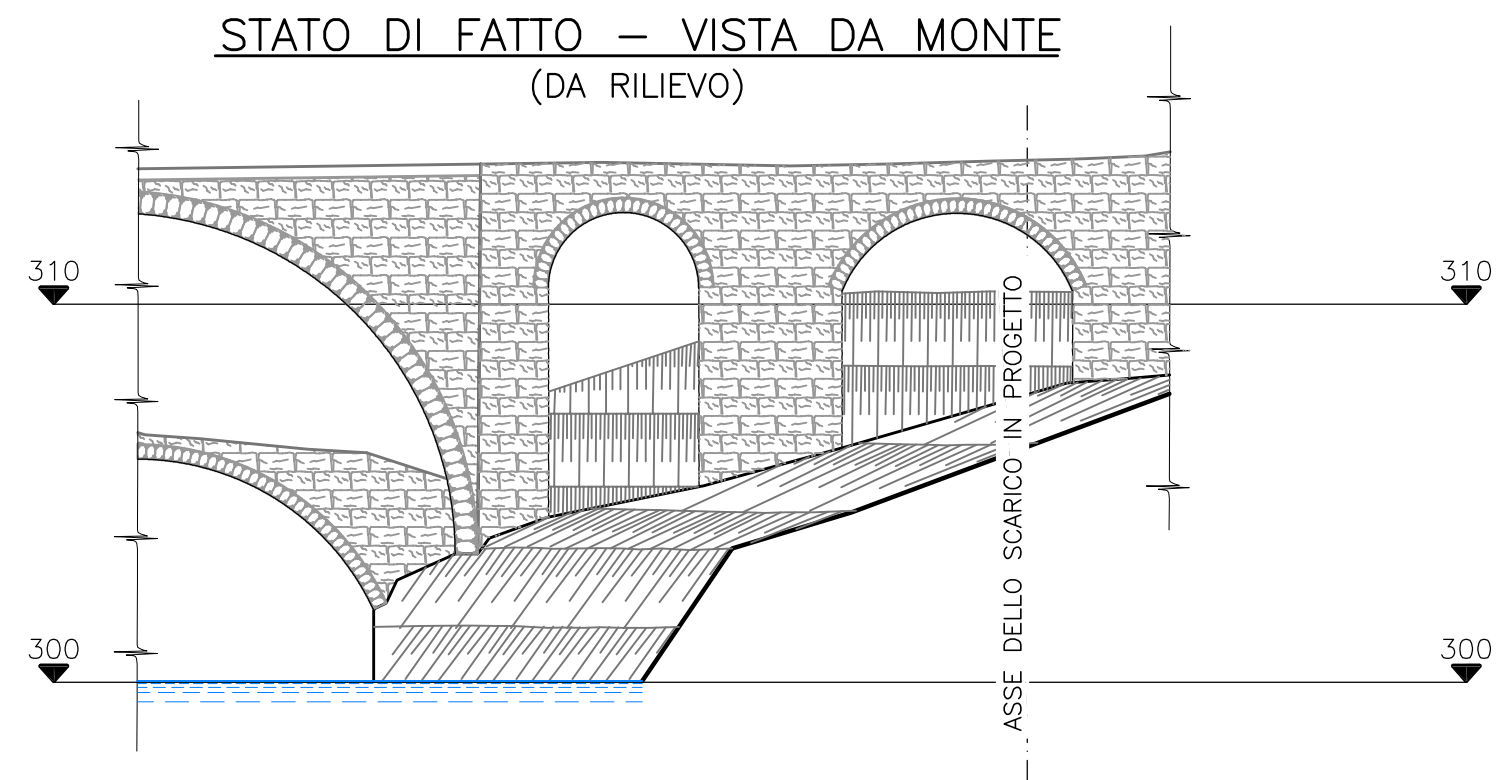 STATO DI FATTO – VISTA DA MONTE
(DA RILIEVO)
310
310
300
300
ASSE DELLO SCARICO IN PROGETTO